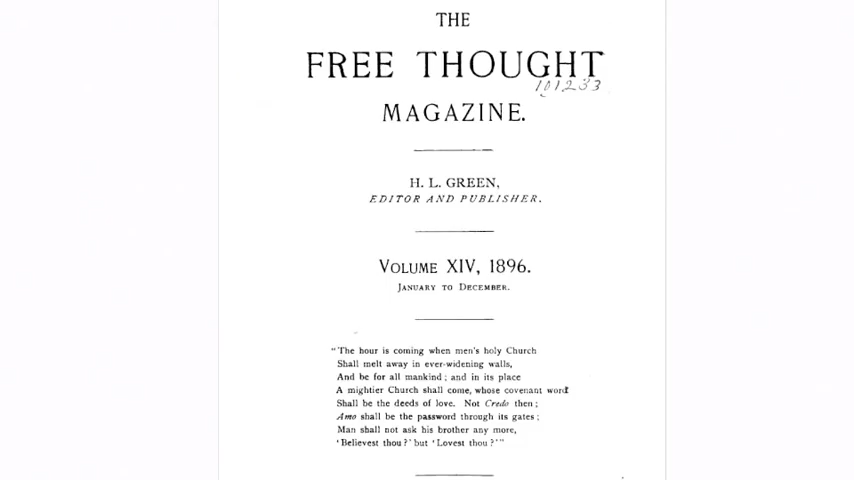 THE
FREE THOUGHT
101233
MAGAZINE.
H. L. GREEN,
EDITOR AND PUBLISHER.
VOLUME XIV, 1896.
JANUARY TO DECEMBER.
"The hour is coming when men's holy Church
Shall melt away in ever-widening walls,
And be for all mankind; and in its place
A mightier Church shall come, whose covenant word
Shall be the deeds of love. Not Credo then;
Amo shall be the password through its gates;
Man shall not ask his brother any more,
'Believest thou?' but 'Lovest thou?'"